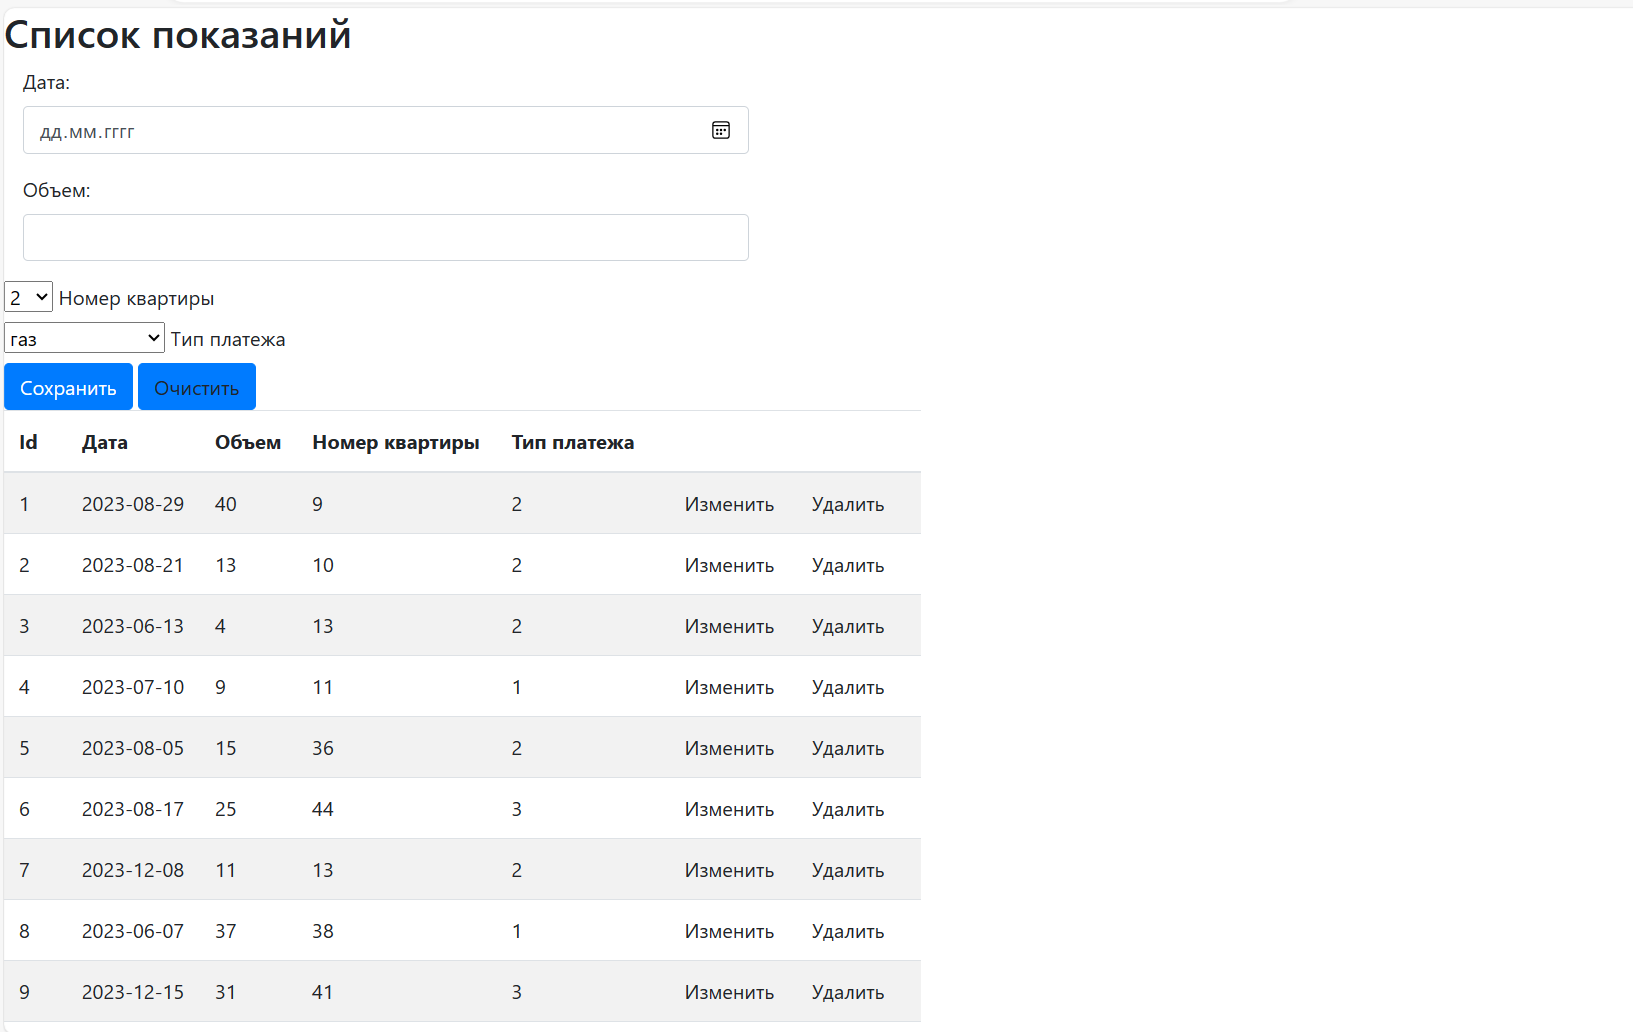 Список показаний
Дата:
дд.мм.гггг
Объем:
2 Номер квартиры
газ Тип платежа
Сохранить Очистить
Id Дата Объем Номер квартиры Тип платежа
1 2023-08-29 40 9 2 Изменить Удалить
2 2023-08-21 13 10 2 Изменить Удалить
3 2023-06-13 4 13 2 Изменить Удалить
4 2023-07-10 9 11 1 Изменить Удалить
5 2023-08-05 15 36 2 Изменить Удалить
6 2023-08-17 25 44 3 Изменить Удалить
7 2023-12-08 11 13 2 Изменить Удалить
8 2023-06-07 37 38 1 Изменить Удалить
9 2023-12-15 31 41 3 Изменить Удалить